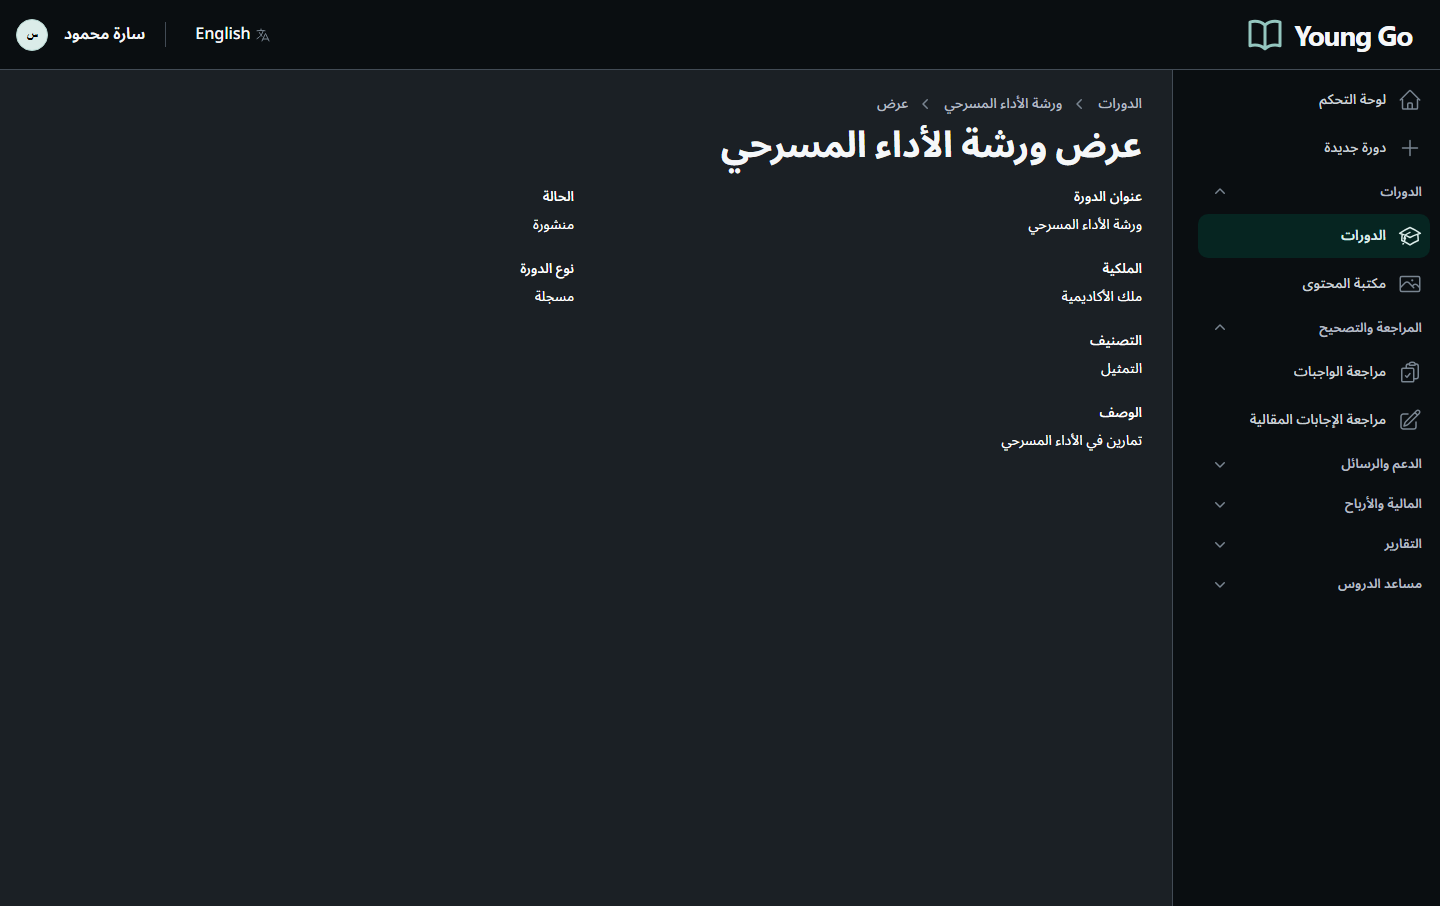 Young Go
English
سارة محمود
س
لوحة التحكم
دورة جديدة
الدورات
الدورات
مكتبة المحتوى
المراجعة والتصحيح
مراجعة الواجبات
مراجعة الإجابات المقالية
الدعم والرسائل
المالية والأرباح
التقارير
مساعد الدروس
الدورات ورشة الأداء المسرحي عرض
عرض ورشة الأداء المسرحي
عنوان الدورة
ورشة الأداء المسرحي
الحالة
منشورة
الملكية
ملك الأكاديمية
نوع الدورة
مسجلة
التصنيف
التمثيل
الوصف
تمارين في الأداء المسرحي